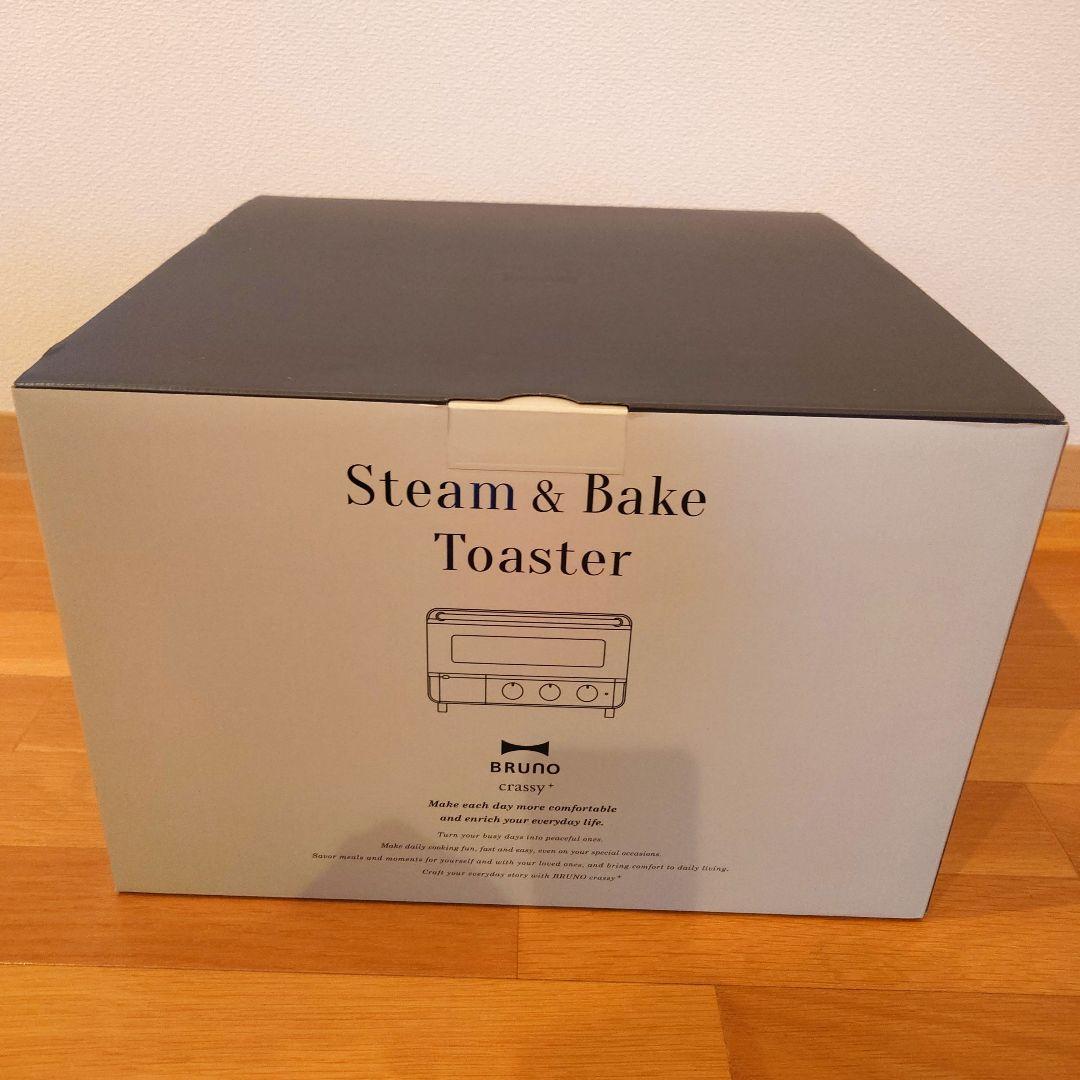 Steam & Bake
Toaster
BRUNO
crassy+
Make each day more comfortable
and enrich your everyday life.
Turn your busy days into peaceful ones.
Make daily cooking fun, fast and easy, even on your special occasions.
Savor meals and moments for yourself and with your loved ones, and bring comfort to daily living.
Craft your everyday story with BRUNO crassy+